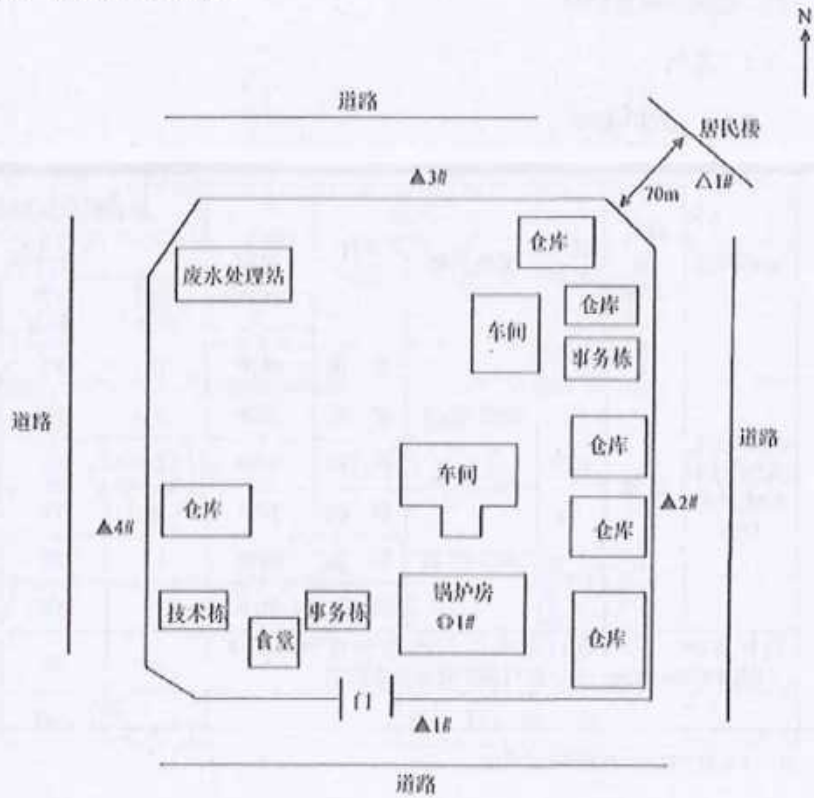 N
道路
居民楼
▲3#
△1#
70m
仓库
废水处理站
仓库
车间
事务栋
道路
仓库
道路
车间
仓库
▲2#
▲4#
仓库
锅炉房
◎1#
技术栋
事务栋
食堂
仓库
门
▲1#
道路